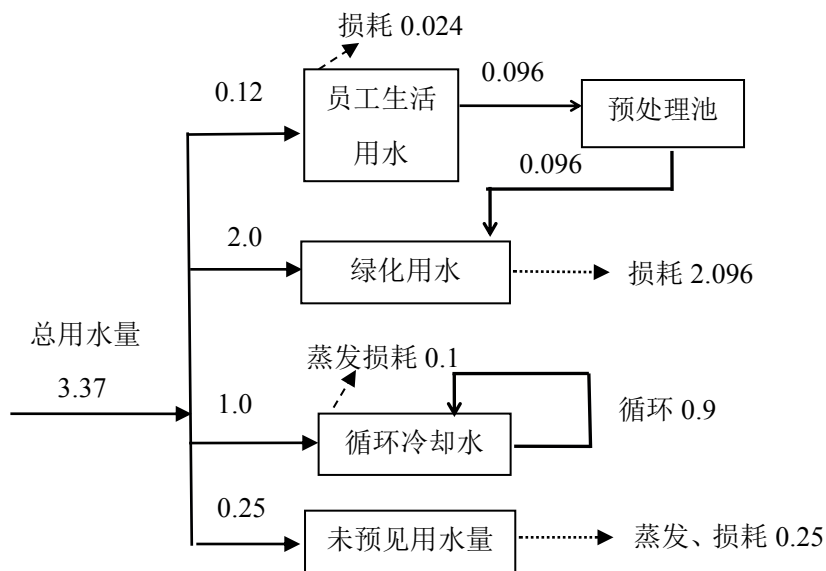 损耗 0.024
0.12
员工生活
用水
0.096
预处理池
0.096
2.0
绿化用水
损耗 2.096
总用水量
3.37
蒸发损耗 0.1
1.0
循环冷却水
循环 0.9
0.25
未预见用水量
蒸发、损耗 0.25